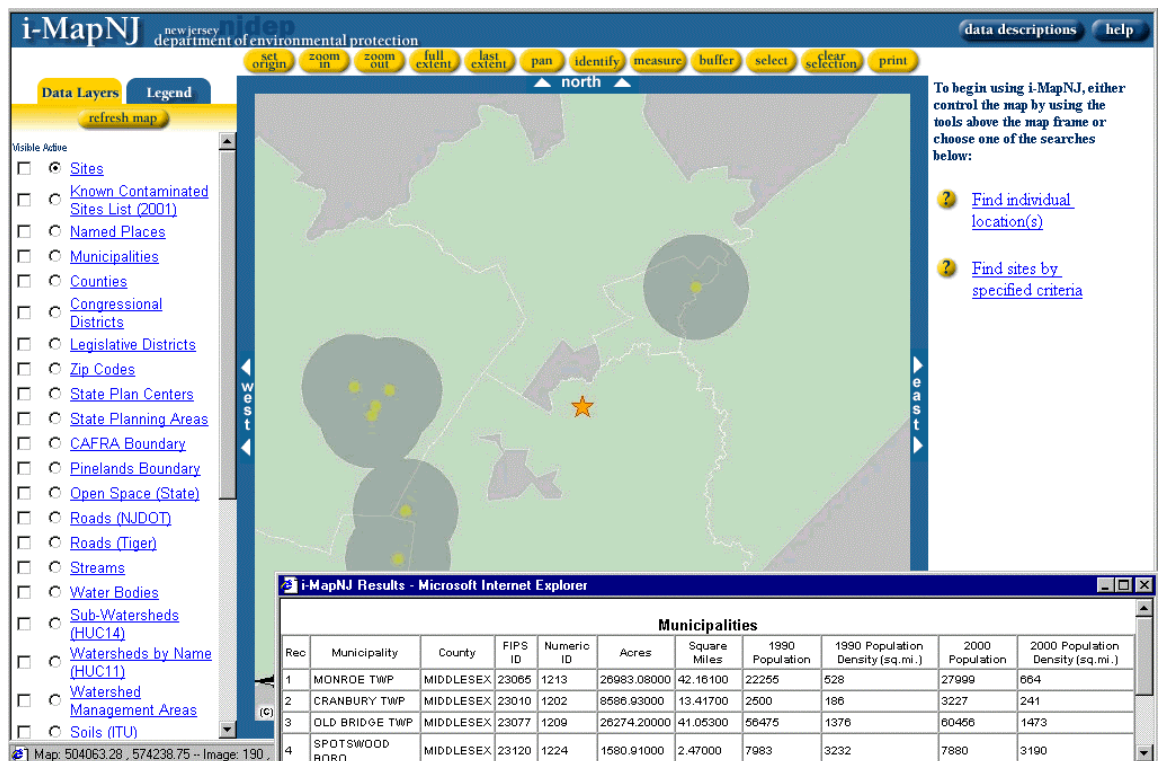 i-MapNJ new jersey njdep
department of environmental protection
data descriptions help
set origin zoom in zoom out full extent last extent pan identify measure buffer select clear selection print
Data Layers Legend
refresh map
north
west
east
Visible Active
Sites
Known Contaminated
Sites List (2001)
Named Places
Municipalities
Counties
Congressional
Districts
Legislative Districts
Zip Codes
State Plan Centers
State Planning Areas
CAFRA Boundary
Pinelands Boundary
Open Space (State)
Roads (NJDOT)
Roads (Tiger)
Streams
Water Bodies
Sub-Watersheds
(HUC14)
Watersheds by Name
(HUC11)
Watershed
Management Areas
Soils (ITU)
To begin using i-MapNJ, either
control the map by using the
tools above the map frame or
choose one of the searches
below:
? Find individual
location(s)
? Find sites by
specified criteria
(C)
i-MapNJ Results - Microsoft Internet Explorer
Municipalities
Rec Municipality County FIPS ID Numeric ID Acres Square Miles 1990 Population 1990 Population Density (sq.mi.) 2000 Population 2000 Population Density (sq.mi.)
1 MONROE TWP MIDDLESEX 23065 1213 26983.08000 42.16100 22255 528 27999 664
2 CRANBURY TWP MIDDLESEX 23010 1202 8586.93000 13.41700 2500 186 3227 241
3 OLD BRIDGE TWP MIDDLESEX 23077 1209 26274.20000 41.05300 56475 1376 60456 1473
4 SPOTSWOOD BORO MIDDLESEX 23120 1224 1580.91000 2.47000 7983 3232 7880 3190
Map: 504063.28 , 574238.75 -- Image: 190 ,